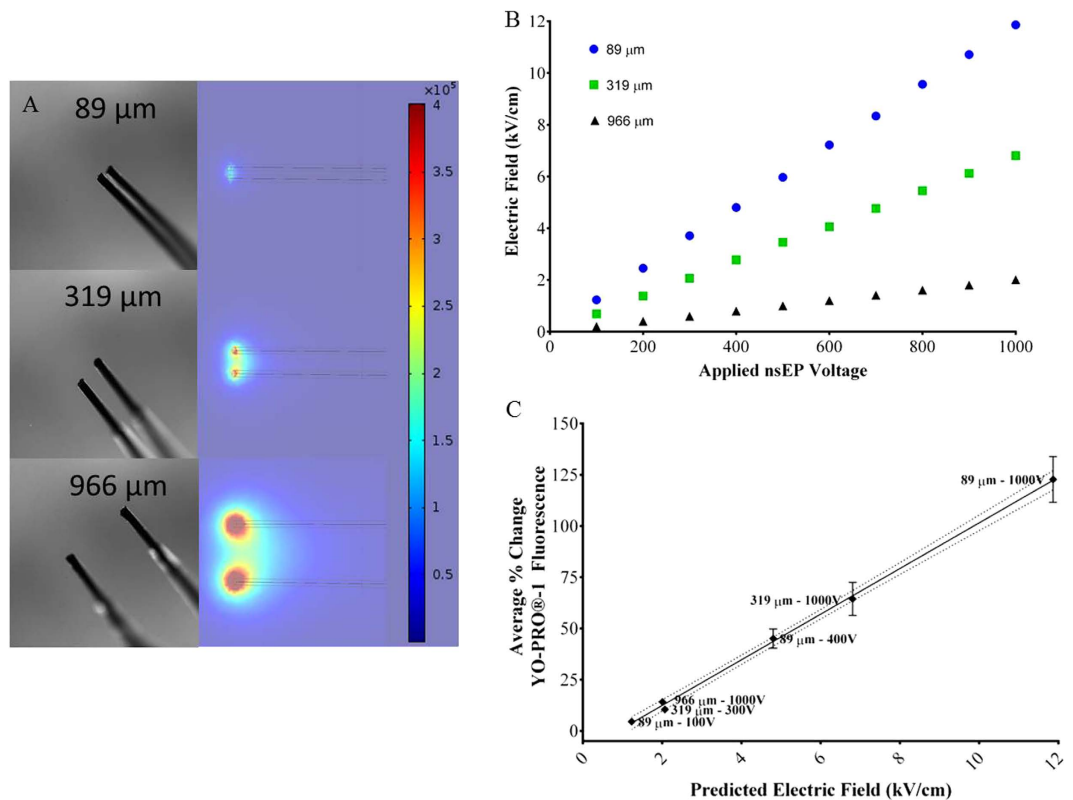 A
89 µm
319 µm
966 µm
×10⁵
4
3.5
3
2.5
2
1.5
1
0.5
B
Electric Field (kV/cm)
12
10
8
6
4
2
0
89 µm
319 µm
966 µm
0
200
400
600
800
1000
Applied nsEP Voltage
C
Average % Change
YO-PRO®-1 Fluorescence
150
125
100
75
50
25
0
89 µm - 1000V
319 µm - 1000V
89 µm - 400V
966 µm - 1000V
319 µm - 300V
89 µm - 100V
0
2
4
6
8
10
12
Predicted Electric Field (kV/cm)